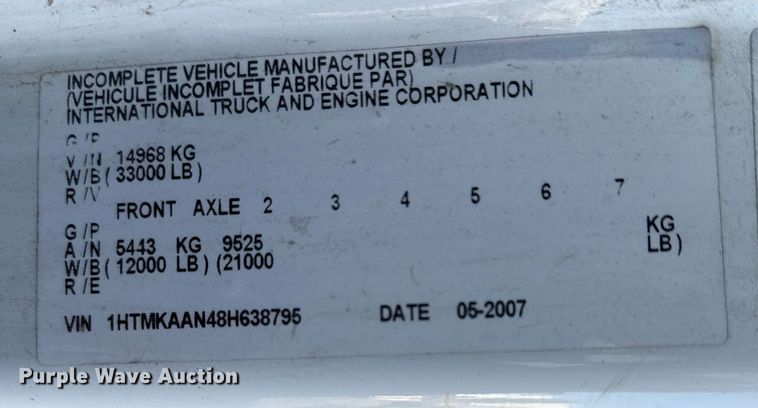 INCOMPLETE VEHICLE MANUFACTURED BY /
(VEHICULE INCOMPLET FABRIQUE PAR)
INTERNATIONAL TRUCK AND ENGINE CORPORATION
G /P
V /N 14968 KG
W/B ( 33000 LB )
R /V
FRONT AXLE 2 3 4 5 6 7
G /P
A /N 5443 KG 9525 KG
W/B ( 12000 LB ) (21000 LB )
R /E
VIN 1HTMKAAN48H638795 DATE 05-2007
Purple Wave Auction